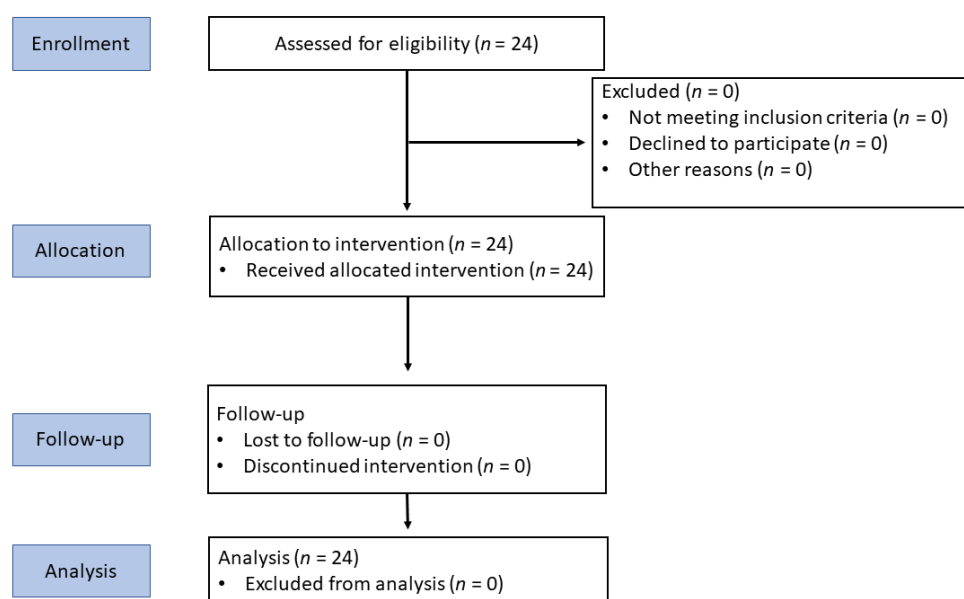 Enrollment
Assessed for eligibility (n = 24)
Excluded (n = 0)
• Not meeting inclusion criteria (n = 0)
• Declined to participate (n = 0)
• Other reasons (n = 0)
Allocation
Allocation to intervention (n = 24)
• Received allocated intervention (n = 24)
Follow-up
Follow-up
• Lost to follow-up (n = 0)
• Discontinued intervention (n = 0)
Analysis
Analysis (n = 24)
• Excluded from analysis (n = 0)